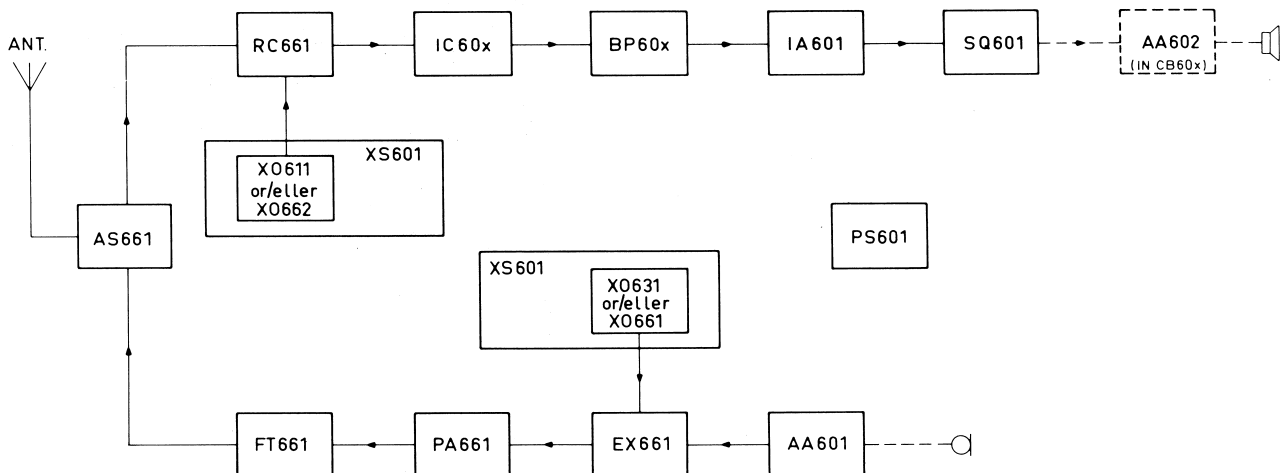 ANT.
RC661
IC60x
BP60x
IA601
SQ601
AA602
(IN CB60x)
XS601
XO611
or/eller
XO662
AS661
PS601
XS601
XO631
or/eller
XO661
FT661
PA661
EX661
AA601